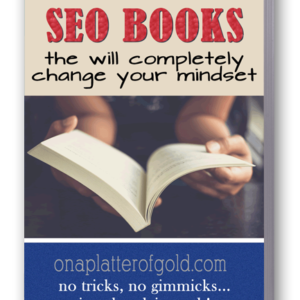 SEO BOOKS
the will completely
change your mindset
onaplatterofgold.com
no tricks, no gimmicks...